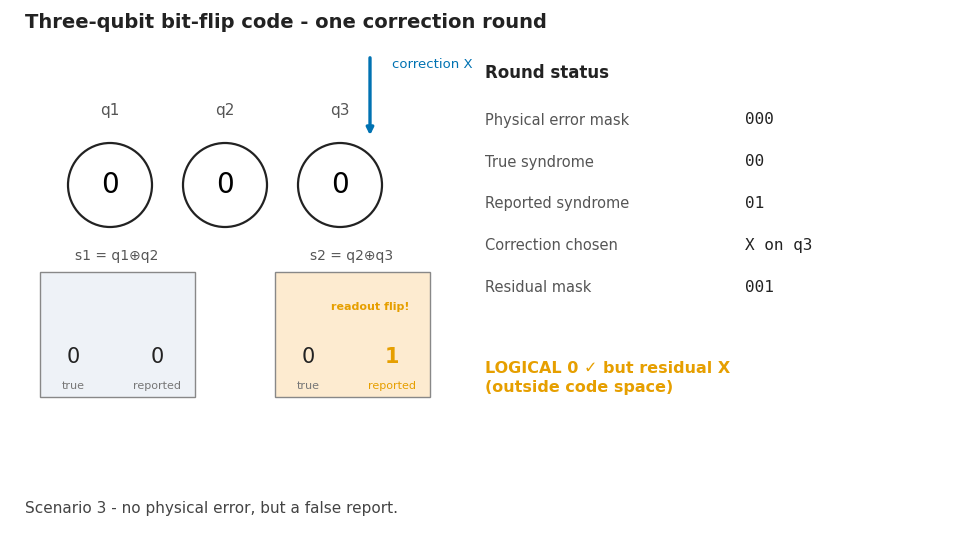 Three-qubit bit-flip code - one correction round
correction X
q1 q2 q3
0 0 0
s1 = q1⊕q2 s2 = q2⊕q3
readout flip!
0 0 0 1
true reported true reported
Round status
Physical error mask 000
True syndrome 00
Reported syndrome 01
Correction chosen X on q3
Residual mask 001
LOGICAL 0 ✓ but residual X
(outside code space)
Scenario 3 - no physical error, but a false report.